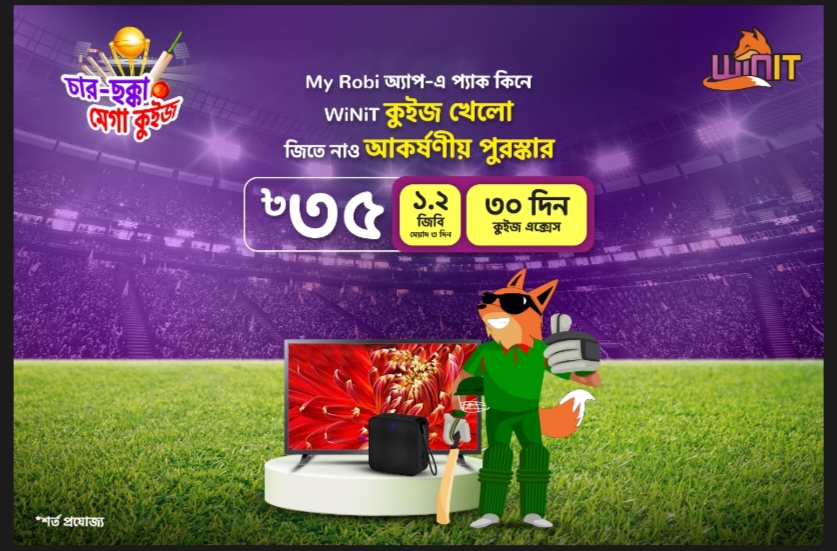 চার-ছক্কা
মেগা কুইজ
WiNiT
My Robi অ্যাপ-এ প্যাক কিনে
WiNiT কুইজ খেলো
জিতে নাও আকর্ষণীয় পুরস্কার
৳৩৫
১.২
জিবি
মেয়াদ ৩ দিন
৩০ দিন
কুইজ এক্সেস
*শর্ত প্রযোজ্য